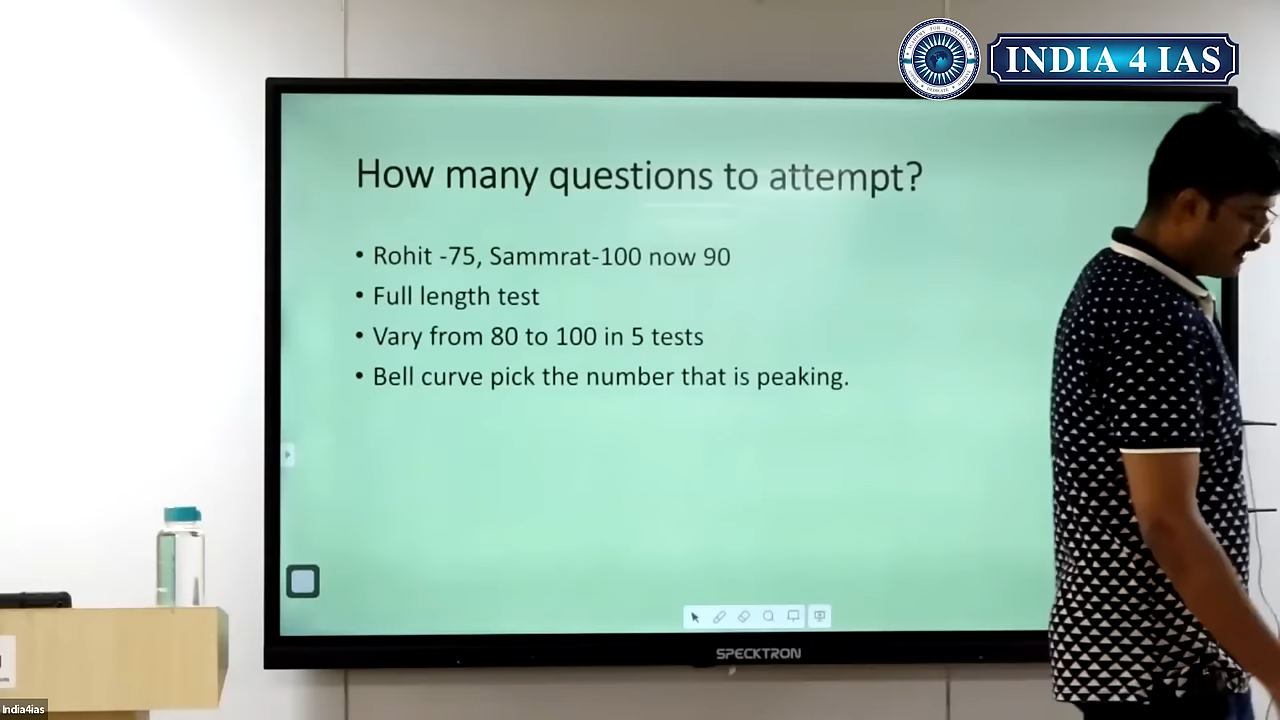 INDIA 4 IAS
How many questions to attempt?
• Rohit -75, Sammrat-100 now 90
• Full length test
• Vary from 80 to 100 in 5 tests
• Bell curve pick the number that is peaking.
SPECKTRON
India4ias